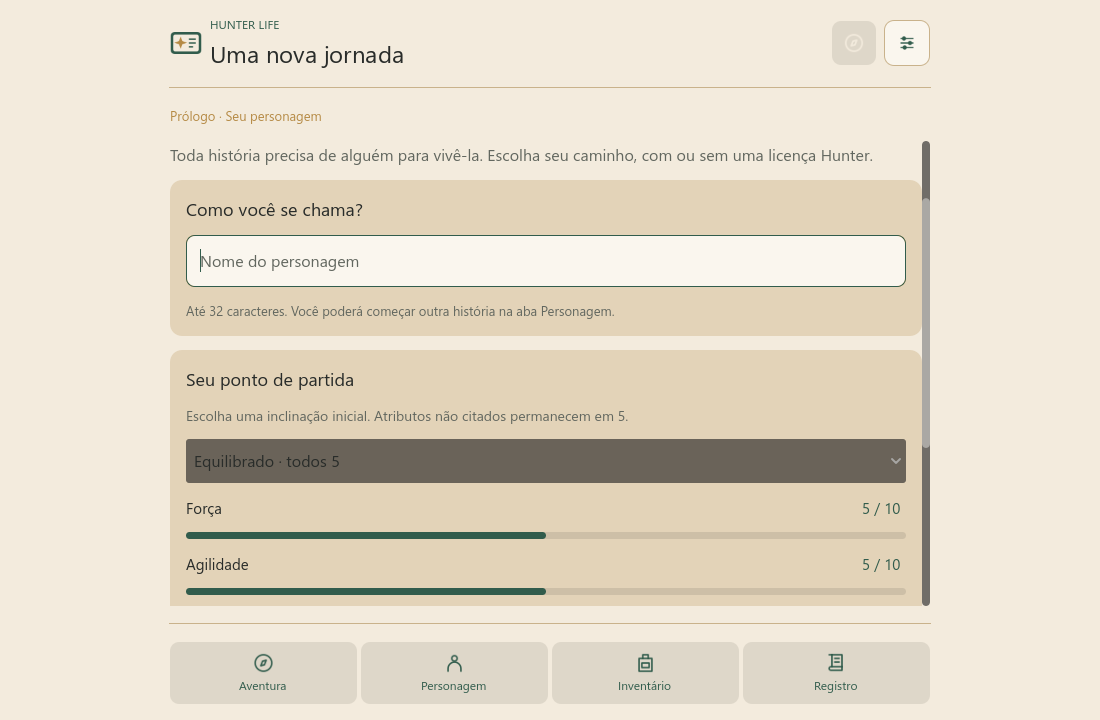 HUNTER LIFE
Uma nova jornada
Prólogo · Seu personagem
Toda história precisa de alguém para vivê-la. Escolha seu caminho, com ou sem uma licença Hunter.
Como você se chama?
Nome do personagem
Até 32 caracteres. Você poderá começar outra história na aba Personagem.
Seu ponto de partida
Escolha uma inclinação inicial. Atributos não citados permanecem em 5.
Equilibrado · todos 5
Força 5 / 10
Agilidade 5 / 10
Aventura Personagem Inventário Registro